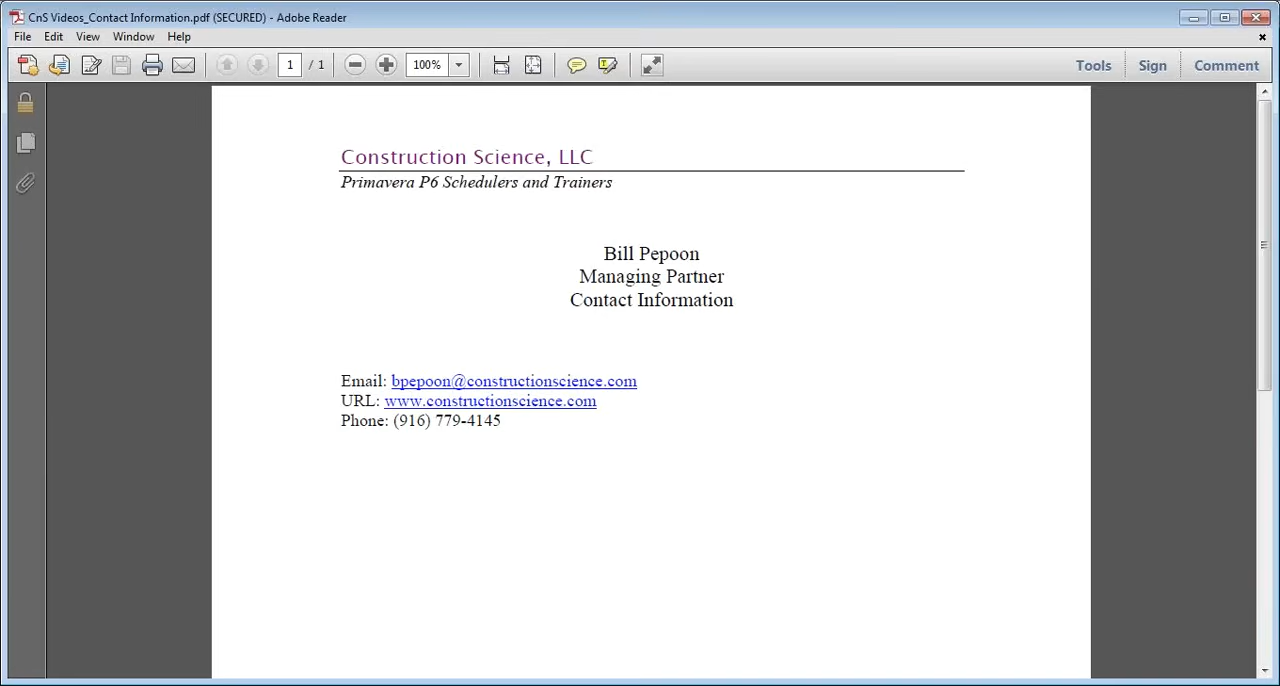 CnS Videos_Contact Information.pdf (SECURED) - Adobe Reader
File Edit View Window Help
1 / 1 100% Tools Sign Comment
Construction Science, LLC
Primavera P6 Schedulers and Trainers
Bill Pepoon
Managing Partner
Contact Information
Email: bpepoon@constructionscience.com
URL: www.constructionscience.com
Phone: (916) 779-4145